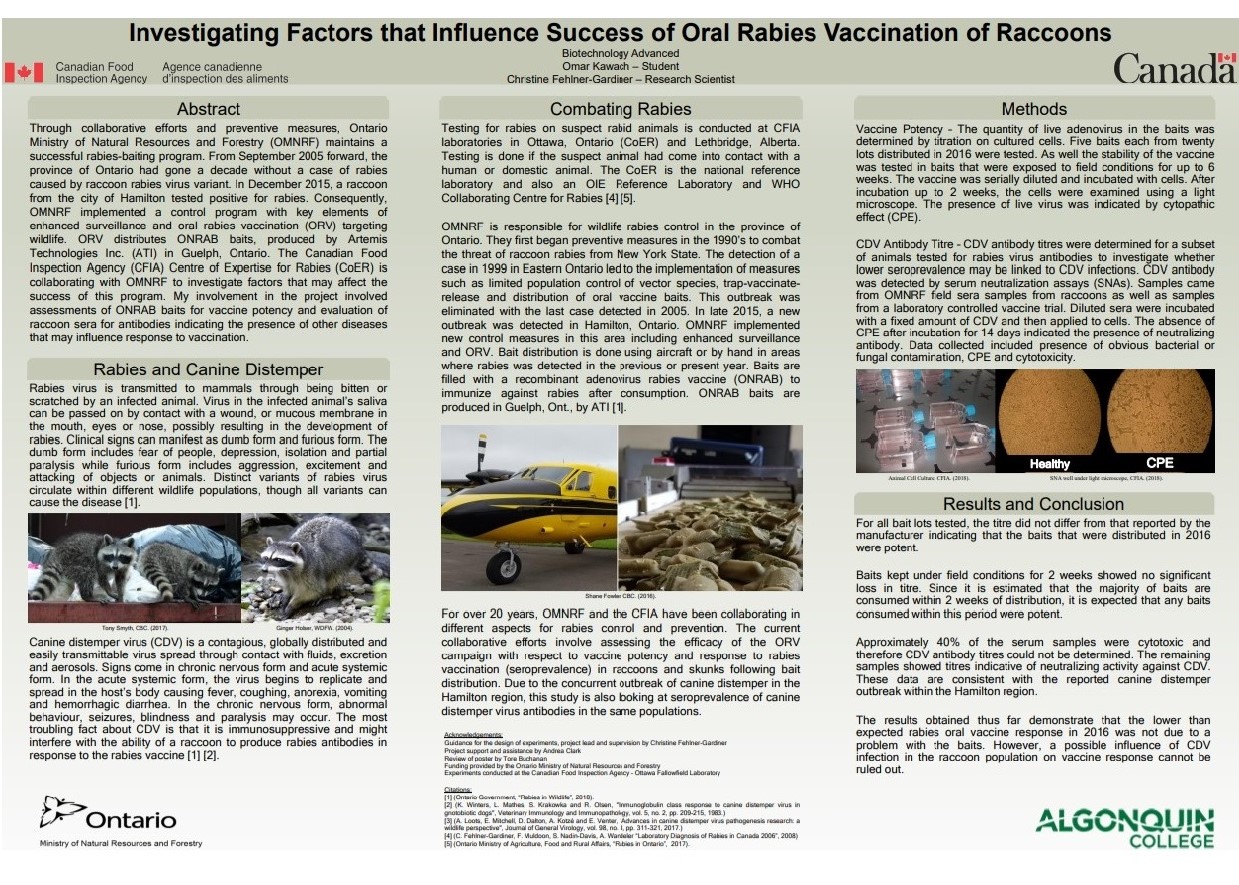 Investigating Factors that Influence Success of Oral Rabies Vaccination of Raccoons
Biotechnology Advanced
Omar Kawach – Student
Christine Fehlner-Gardiner – Research Scientist
Canadian Food
Inspection Agency
Agence canadienne
d'inspection des aliments
Canada
Abstract
Through collaborative efforts and preventive measures, Ontario
Ministry of Natural Resources and Forestry (OMNRF) maintains a
successful rabies-baiting program. From September 2005 forward, the
province of Ontario had gone a decade without a case of rabies
caused by raccoon rabies virus variant. In December 2015, a raccoon
from the city of Hamilton tested positive for rabies. Consequently,
OMNRF implemented a control program with key elements of
enhanced surveillance and oral rabies vaccination (ORV) targeting
wildlife. ORV distributes ONRAB baits, produced by Artemis
Technologies Inc. (ATI) in Guelph, Ontario. The Canadian Food
Inspection Agency (CFIA) Centre of Expertise for Rabies (CoER) is
collaborating with OMNRF to investigate factors that may affect the
success of this program. My involvement in the project involved
assessments of ONRAB baits for vaccine potency and evaluation of
raccoon sera for antibodies indicating the presence of other diseases
that may influence response to vaccination.
Rabies and Canine Distemper
Rabies virus is transmitted to mammals through being bitten or
scratched by an infected animal. Virus in the infected animal's saliva
can be passed on by contact with a wound, or mucous membrane in
the mouth, eyes or nose, possibly resulting in the development of
rabies. Clinical signs can manifest as dumb form and furious form. The
dumb form includes fear of people, depression, isolation and partial
paralysis while furious form includes aggression, excitement and
attacking of objects or animals. Distinct variants of rabies virus
circulate within different wildlife populations, though all variants can
cause the disease [1].
Tony Smyth, CBC. (2017).
Ginger Holser, WDFW. (2004).
Canine distemper virus (CDV) is a contagious, globally distributed and
easily transmittable virus spread through contact with fluids, excretion
and aerosols. Signs come in chronic nervous form and acute systemic
form. In the acute systemic form, the virus begins to replicate and
spread in the host's body causing fever, coughing, anorexia, vomiting
and hemorrhagic diarrhea. In the chronic nervous form, abnormal
behaviour, seizures, blindness and paralysis may occur. The most
troubling fact about CDV is that it is immunosuppressive and might
interfere with the ability of a raccoon to produce rabies antibodies in
response to the rabies vaccine [1] [2].
Ontario
Ministry of Natural Resources and Forestry
Combating Rabies
Testing for rabies on suspect rabid animals is conducted at CFIA
laboratories in Ottawa, Ontario (CoER) and Lethbridge, Alberta.
Testing is done if the suspect animal had come into contact with a
human or domestic animal. The CoER is the national reference
laboratory and also an OIE Reference Laboratory and WHO
Collaborating Centre for Rabies [4] [5].
OMNRF is responsible for wildlife rabies control in the province of
Ontario. They first began preventive measures in the 1990's to combat
the threat of raccoon rabies from New York State. The detection of a
case in 1999 in Eastern Ontario led to the implementation of measures
such as limited population control of vector species, trap-vaccinate-
release and distribution of oral vaccine baits. This outbreak was
eliminated with the last case detected in 2005. In late 2015, a new
outbreak was detected in Hamilton, Ontario. OMNRF implemented
new control measures in this area including enhanced surveillance
and ORV. Bait distribution is done using aircraft or by hand in areas
where rabies was detected in the previous or present year. Baits are
filled with a recombinant adenovirus rabies vaccine (ONRAB) to
immunize against rabies after consumption. ONRAB baits are
produced in Guelph, Ont., by ATI [1].
Shane Fowler CBC. (2016).
For over 20 years, OMNRF and the CFIA have been collaborating in
different aspects for rabies control and prevention. The current
collaborative efforts involve assessing the efficacy of the ORV
campaign with respect to vaccine potency and response to rabies
vaccination (seroprevalence) in raccoons and skunks following bait
distribution. Due to the concurrent outbreak of canine distemper in the
Hamilton region, this study is also looking at seroprevalence of canine
distemper virus antibodies in the same populations.
Acknowledgements:
Guidance for the design of experiments, project lead and supervision by Christine Fehlner-Gardiner
Project support and assistance by Andrea Clark
Review of poster by Tore Buchanan
Funding provided by the Ontario Ministry of Natural Resources and Forestry
Experiments conducted at the Canadian Food Inspection Agency - Ottawa Fallowfield Laboratory
Citations:
[1] (Ontario Government, "Rabies in Wildlife", 2018).
[2] (K. Winters, L. Mathes S. Krakowka and R. Olsen, "Immunoglobulin class response to canine distemper virus in
gnotobiotic dogs", Veterinary Immunology and Immunopathology, vol. 5, no. 2, pp. 209-215, 1983.)
[3] (A. Loots, E. Mitchell, D. Dalton, A. Kotzé and E. Venter, Advances in canine distemper virus pathogenesis research: a
wildlife perspective", Journal of General Virology, vol. 98, no. I, pp. 311-321, 2017.)
[4] (C. Fehlner-Gardiner, F. Muldoon, S. Nadin-Davis, A. Wandeler "Laboratory Diagnosis of Rabies in Canada 2006", 2008)
[5] (Ontario Ministry of Agriculture, Food and Rural Affairs, "Rabies in Ontario", 2017).
Methods
Vaccine Potency - The quantity of live adenovirus in the baits was
determined by titration on cultured cells. Five baits each from twenty
lots distributed in 2016 were tested. As well the stability of the vaccine
was tested in baits that were exposed to field conditions for up to 6
weeks. The vaccine was serially diluted and incubated with cells. After
incubation up to 2 weeks, the cells were examined using a light
microscope. The presence of live virus was indicated by cytopathic
effect (CPE).
CDV Antibody Titre - CDV antibody titres were determined for a subset
of animals tested for rabies virus antibodies to investigate whether
lower seroprevalence may be linked to CDV infections. CDV antibody
was detected by serum neutralization assays (SNAs). Samples came
from OMNRF field sera samples from raccoons as well as samples
from a laboratory controlled vaccine trial. Diluted sera were incubated
with a fixed amount of CDV and then applied to cells. The absence of
CPE after incubation for 14 days indicated the presence of neutralizing
antibody. Data collected included presence of obvious bacterial or
fungal contamination, CPE and cytotoxicity.
Healthy
CPE
Animal Cell Culture CFIA. (2018).
SNA well under light microscope, CFIA. (2018).
Results and Conclusion
For all bait lots tested, the titre did not differ from that reported by the
manufacturer indicating that the baits that were distributed in 2016
were potent.
Baits kept under field conditions for 2 weeks showed no significant
loss in titre. Since it is estimated that the majority of baits are
consumed within 2 weeks of distribution, it is expected that any baits
consumed within this period were potent.
Approximately 40% of the serum samples were cytotoxic and
therefore CDV antibody titres could not be determined. The remaining
samples showed titres indicative of neutralizing activity against CDV.
These data are consistent with the reported canine distemper
outbreak within the Hamilton region.
The results obtained thus far demonstrate that the lower than
expected rabies oral vaccine response in 2016 was not due to a
problem with the baits. However, a possible influence of CDV
infection in the raccoon population on vaccine response cannot be
ruled out.
ALGONQUIN
COLLEGE